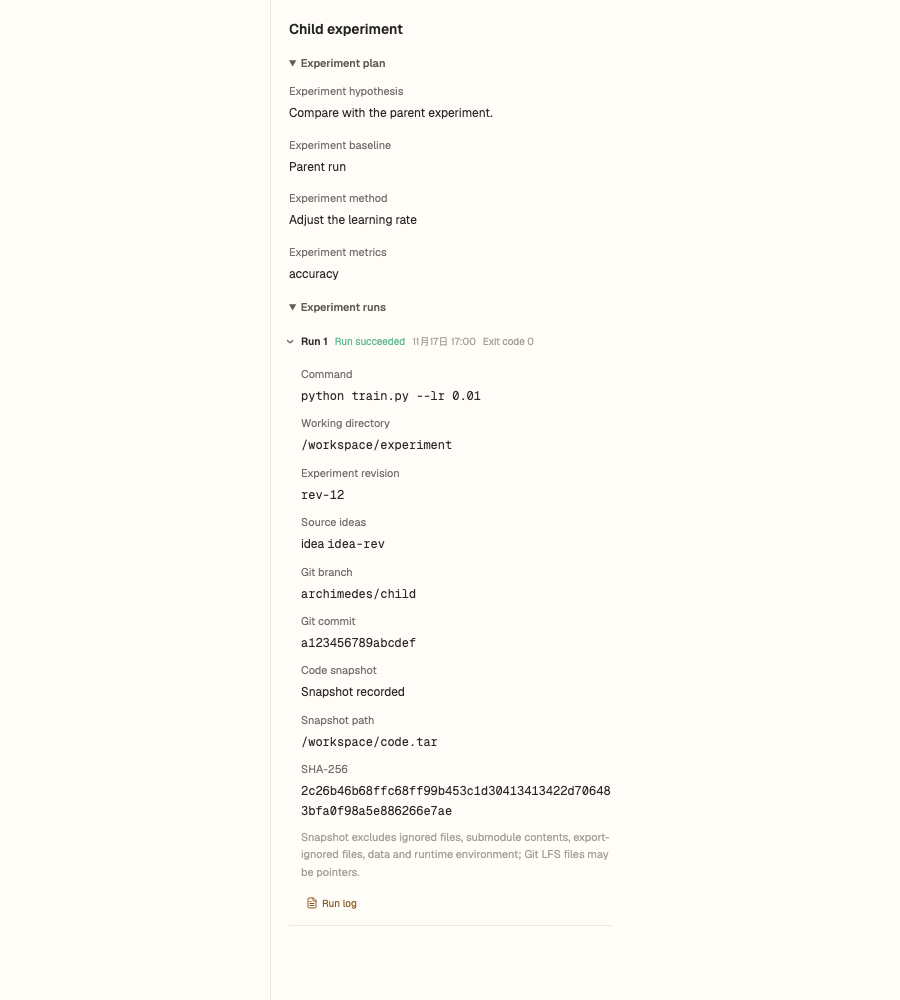 Child experiment
Experiment plan
Experiment hypothesis
Compare with the parent experiment.
Experiment baseline
Parent run
Experiment method
Adjust the learning rate
Experiment metrics
accuracy
Experiment runs
Run 1 Run succeeded 11月17日 17:00 Exit code 0
Command
python train.py --lr 0.01
Working directory
/workspace/experiment
Experiment revision
rev-12
Source ideas
idea idea-rev
Git branch
archimedes/child
Git commit
a123456789abcdef
Code snapshot
Snapshot recorded
Snapshot path
/workspace/code.tar
SHA-256
2c26b46b68ffc68ff99b453c1d30413413422d70648
3bfa0f98a5e886266e7ae
Snapshot excludes ignored files, submodule contents, export-
ignored files, data and runtime environment; Git LFS files may
be pointers.
Run log